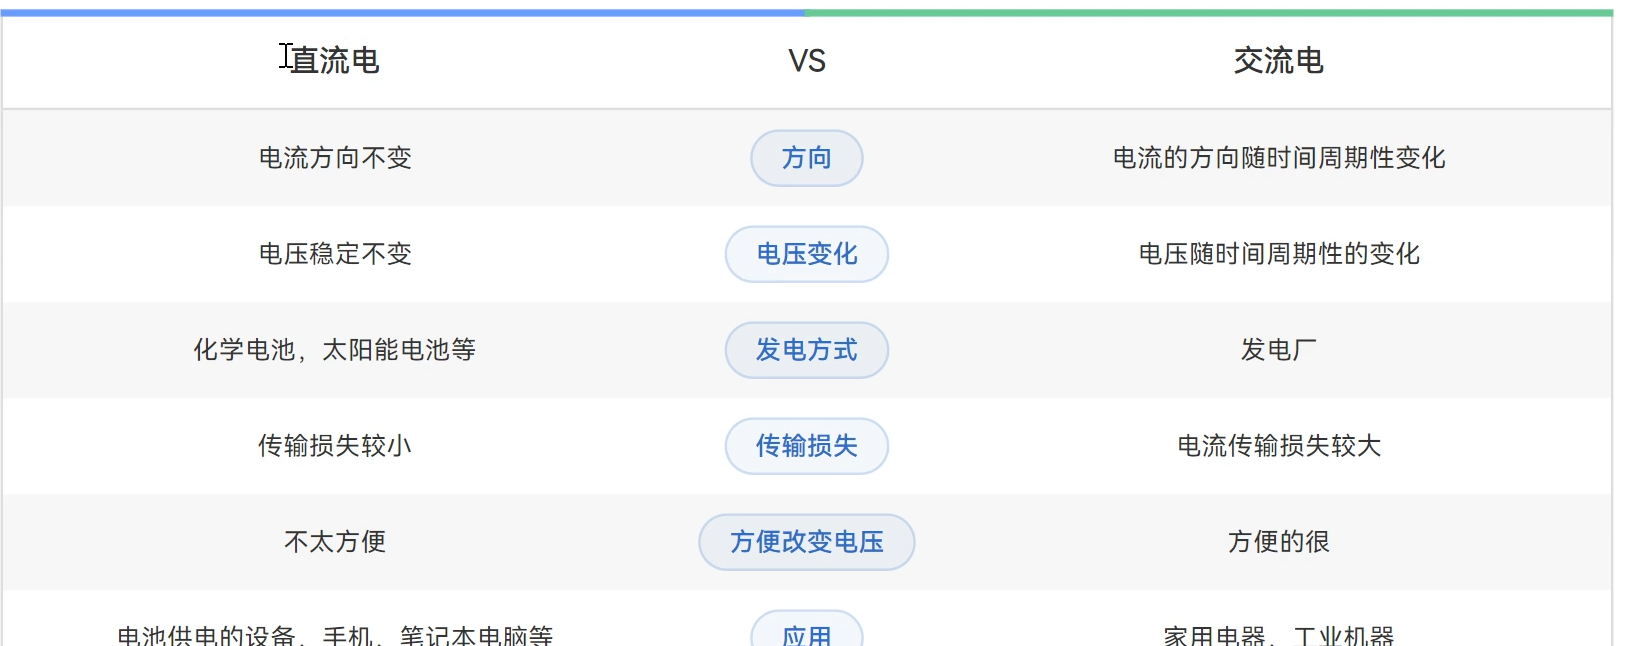 直流电 VS 交流电
电流方向不变 方向 电流的方向随时间周期性变化
电压稳定不变 电压变化 电压随时间周期性的变化
化学电池，太阳能电池等 发电方式 发电厂
传输损失较小 传输损失 电流传输损失较大
不太方便 方便改变电压 方便的很
电池供电的设备、手机、笔记本电脑等 应用 家用电器、工业机器